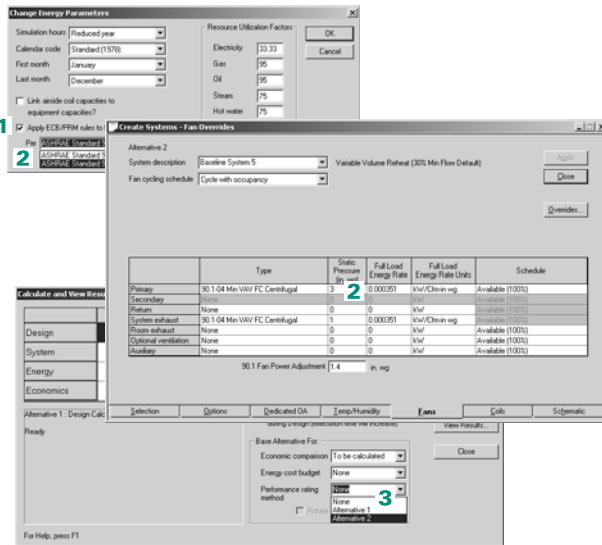 Change Energy Parameters
Simulation hours Reduced year
Calendar code Standard (1978)
First month January
Last month December
Link airside coil capacities to
equipment capacities?
1
Apply ECB/PRM rules to
Per ASHRAE Standard
2
ASHRAE Standard
ASHRAE Standard
Resource Utilization Factors
Electricity 33.33
Gas 95
Oil 95
Steam 75
Hot water 75
OK
Cancel
Create Systems - Fan Overrides
Alternative 2
System description Baseline System 5 Variable Volume Reheat (30% Min Flow Default)
Fan cycling schedule Cycle with occupancy
Apply
Close
Overrides...
Type Static Pressure (in. wg) Full Load Energy Rate Full Load Energy Rate Units Schedule
Primary 90.1-04 Min VAV FC Centrifugal 3 0.000351 kW/Cfm-in wg Available (100%)
2
Secondary None 0 0 kW Available (100%)
Return None 0 0 kW Available (100%)
System exhaust 90.1-04 Min VAV FC Centrifugal 1 0.000351 kW/Cfm-in wg Available (100%)
Room exhaust None 0 0 kW Available (100%)
Optional ventilation None 0 0 kW Available (100%)
Auxiliary None 0 0 kW Available (100%)
90.1 Fan Power Adjustment 1.4 in. wg
Selection Options Dedicated OA Temp/Humidity Fans Coils Schematic
Calculate and View Resu
Design
System
Energy
Economics
Alternative 1 : Design Calc
Ready
during Design (execution time will increase)
View Results...
Close
Base Alternative For:
Economic comparison To be calculated
Energy cost budget None
Performance rating method None
3
None
Alternative 1
Alternative 2
Rotate
For Help, press F1